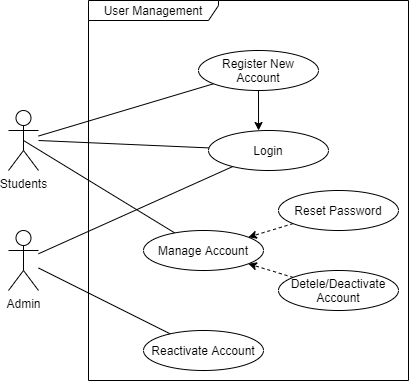 User Management
Register New
Account
Students
Login
Reset Password
Admin
Manage Account
Detele/Deactivate
Account
Reactivate Account